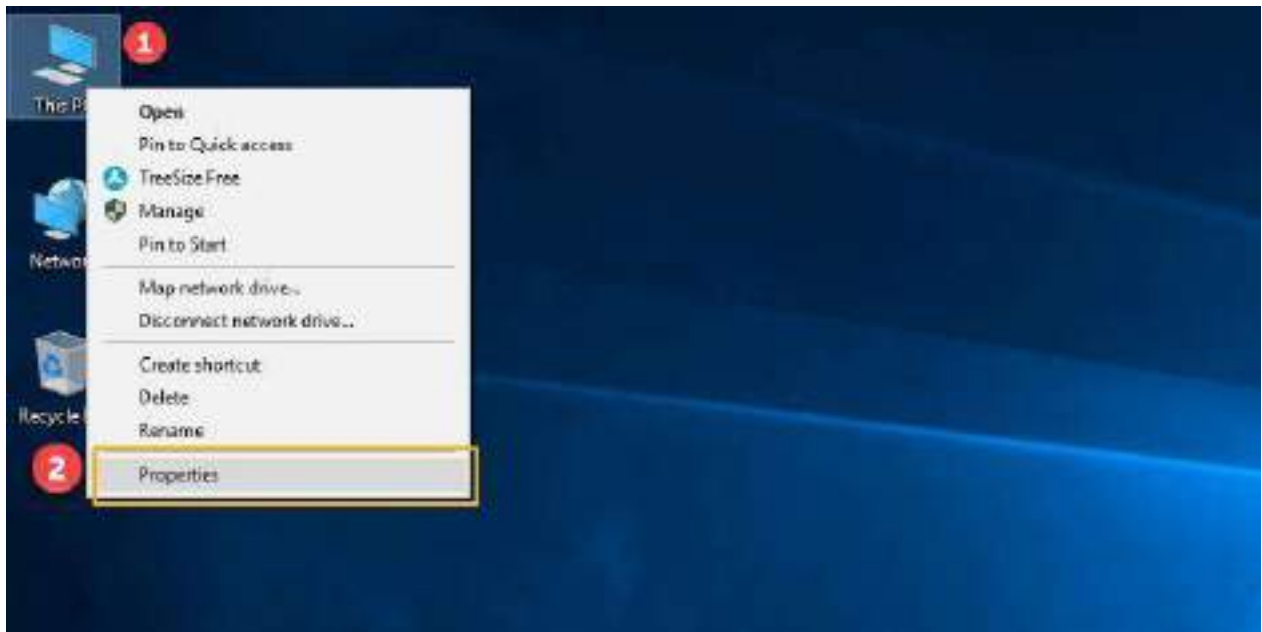 1
This P
Open
Pin to Quick access
TreeSize Free
Manage
Pin to Start
Networ
Map network drive...
Disconnect network drive...
Create shortcut
Delete
Recycle
Rename
2
Properties